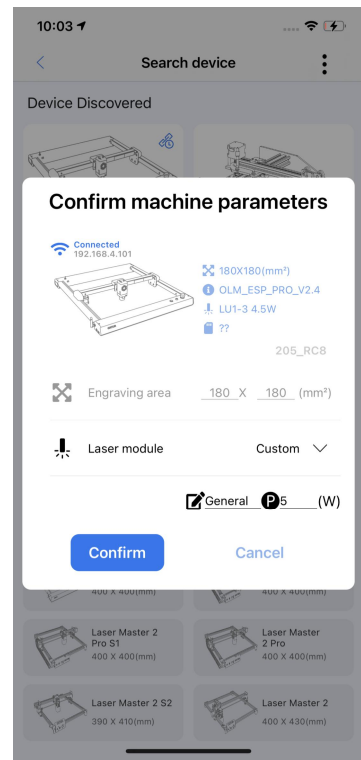 10:03
Search device
Device Discovered
Confirm machine parameters
Connected
192.168.4.101
180X180(mm²)
OLM_ESP_PRO_V2.4
LU1-3 4.5W
??
205_RC8
Engraving area 180 X 180 (mm²)
Laser module Custom
General P 5 (W)
Confirm Cancel
400 X 400(mm) 400 X 400(mm)
Laser Master 2
Pro S1
400 X 400(mm)
Laser Master
2 Pro
400 X 400(mm)
Laser Master 2 S2
390 X 410(mm)
Laser Master 2
400 X 430(mm)